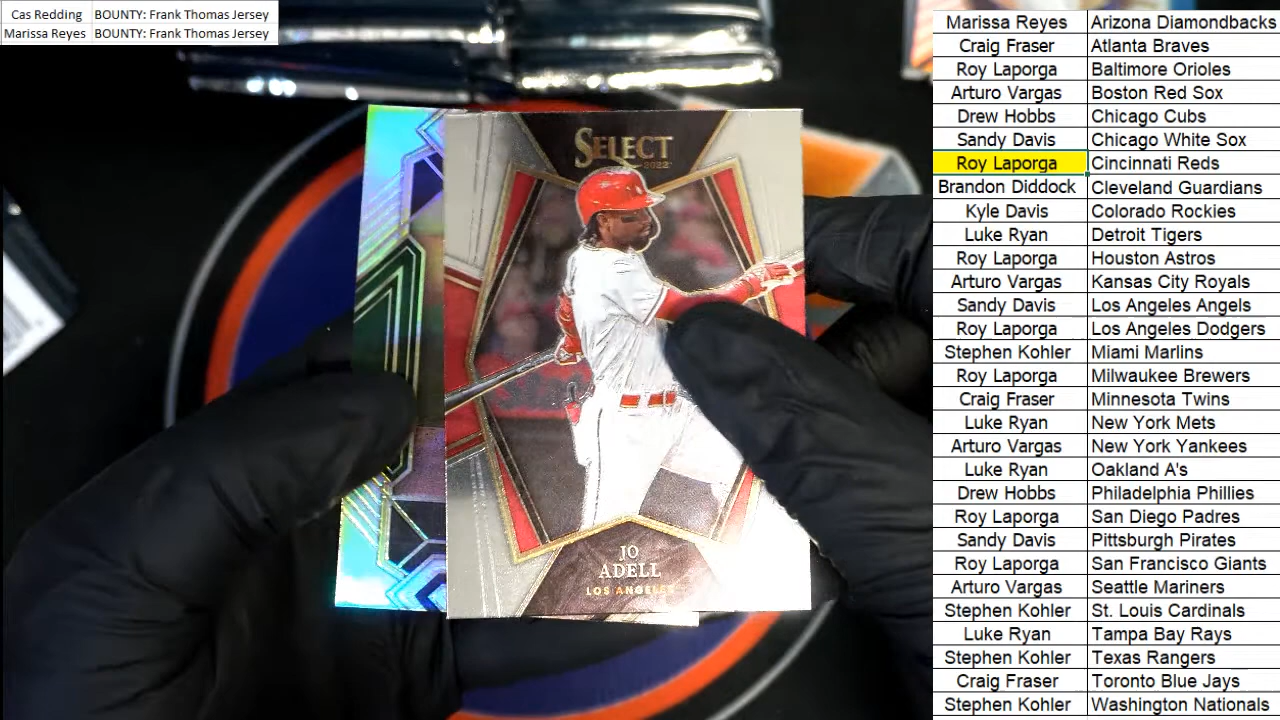 Cas Redding BOUNTY: Frank Thomas Jersey
Marissa Reyes BOUNTY: Frank Thomas Jersey
SELECT
2022
JO
ADELL
LOS ANGELES
Marissa Reyes Arizona Diamondbacks
Craig Fraser Atlanta Braves
Roy Laporga Baltimore Orioles
Arturo Vargas Boston Red Sox
Drew Hobbs Chicago Cubs
Sandy Davis Chicago White Sox
Roy Laporga Cincinnati Reds
Brandon Diddock Cleveland Guardians
Kyle Davis Colorado Rockies
Luke Ryan Detroit Tigers
Roy Laporga Houston Astros
Arturo Vargas Kansas City Royals
Sandy Davis Los Angeles Angels
Roy Laporga Los Angeles Dodgers
Stephen Kohler Miami Marlins
Roy Laporga Milwaukee Brewers
Craig Fraser Minnesota Twins
Luke Ryan New York Mets
Arturo Vargas New York Yankees
Luke Ryan Oakland A's
Drew Hobbs Philadelphia Phillies
Roy Laporga San Diego Padres
Sandy Davis Pittsburgh Pirates
Roy Laporga San Francisco Giants
Arturo Vargas Seattle Mariners
Stephen Kohler St. Louis Cardinals
Luke Ryan Tampa Bay Rays
Stephen Kohler Texas Rangers
Craig Fraser Toronto Blue Jays
Stephen Kohler Washington Nationals